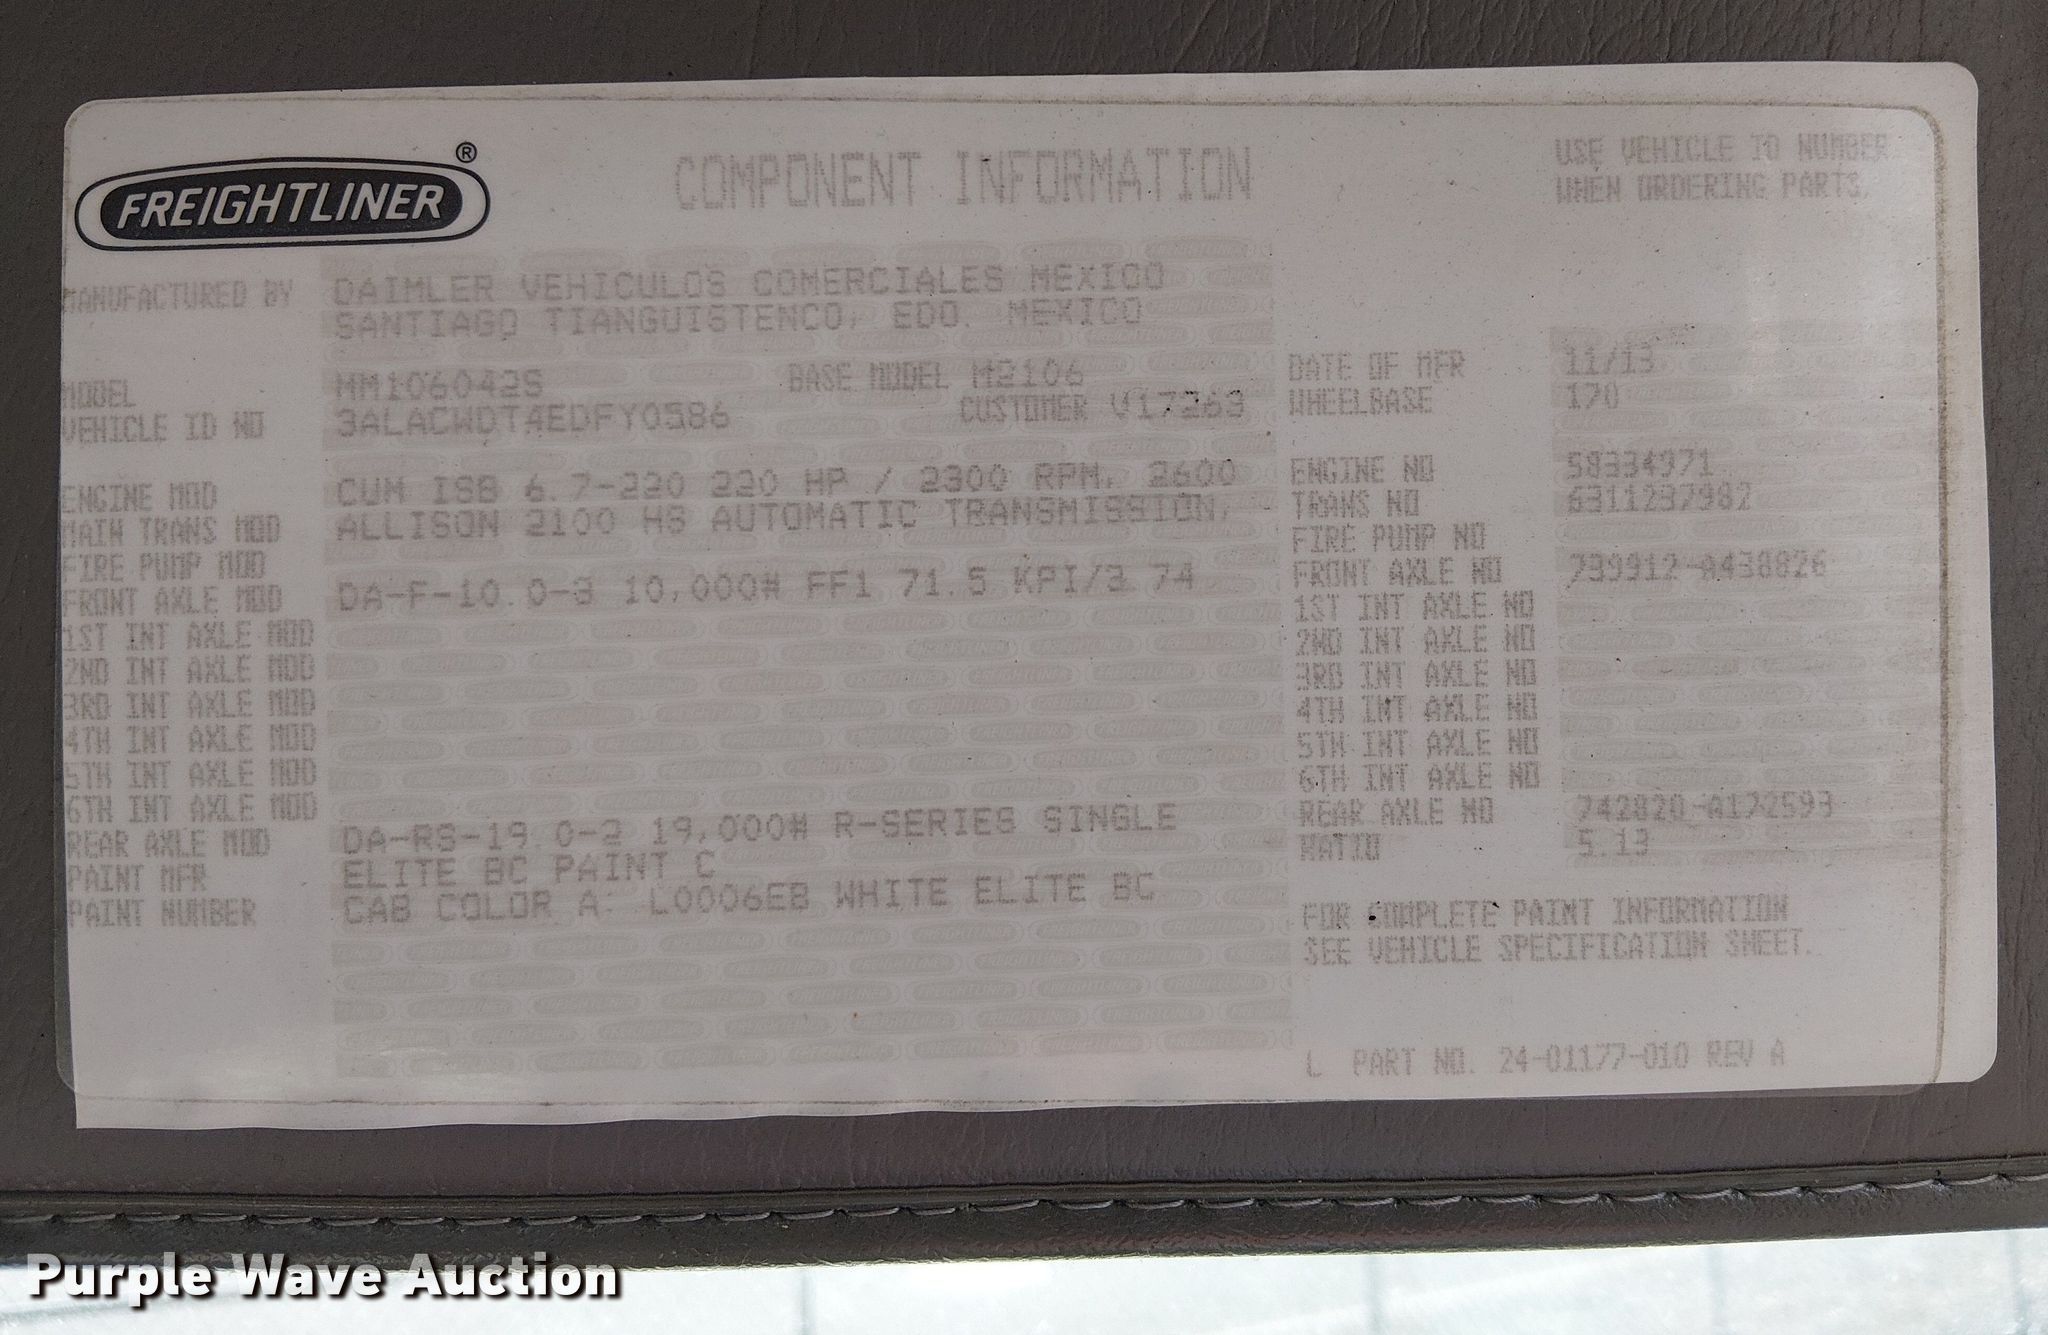 FREIGHTLINER ®
COMPONENT INFORMATION
USE VEHICLE ID NUMBER
WHEN ORDERING PARTS.
MANUFACTURED BY DAIMLER VEHICULOS COMERCIALES MEXICO
SANTIAGO TIANGUISTENCO, EDO. MEXICO
MODEL MM106042S BASE MODEL M2106 DATE OF MFR 11/13
VEHICLE ID NO 3ALACWDT4EDFY0586 CUSTOMER V17263 WHEELBASE 170
ENGINE MOD CUM ISB 6.7-220 220 HP / 2300 RPM, 2600 ENGINE NO 58334971
MAIN TRANS MOD ALLISON 2100 HS AUTOMATIC TRANSMISSION, TRANS NO 6311237982
FIRE PUMP MOD FIRE PUMP NO
FRONT AXLE MOD DA-F-10.0-3 10,000# FF1 71.5 KPI/3.74 FRONT AXLE NO 739912-A438826
1ST INT AXLE MOD 1ST INT AXLE NO
2ND INT AXLE MOD 2ND INT AXLE NO
3RD INT AXLE MOD 3RD INT AXLE NO
4TH INT AXLE MOD 4TH INT AXLE NO
5TH INT AXLE MOD 5TH INT AXLE NO
6TH INT AXLE MOD 6TH INT AXLE NO
REAR AXLE MOD DA-RS-19.0-2 19,000# R-SERIES SINGLE REAR AXLE NO 742820-A172593
PAINT MFR ELITE BC PAINT C RATIO 5.13
PAINT NUMBER CAB COLOR A: L0006EB WHITE ELITE BC
FOR COMPLETE PAINT INFORMATION
SEE VEHICLE SPECIFICATION SHEET.
L PART NO. 24-01177-010 REV A
Purple Wave Auction